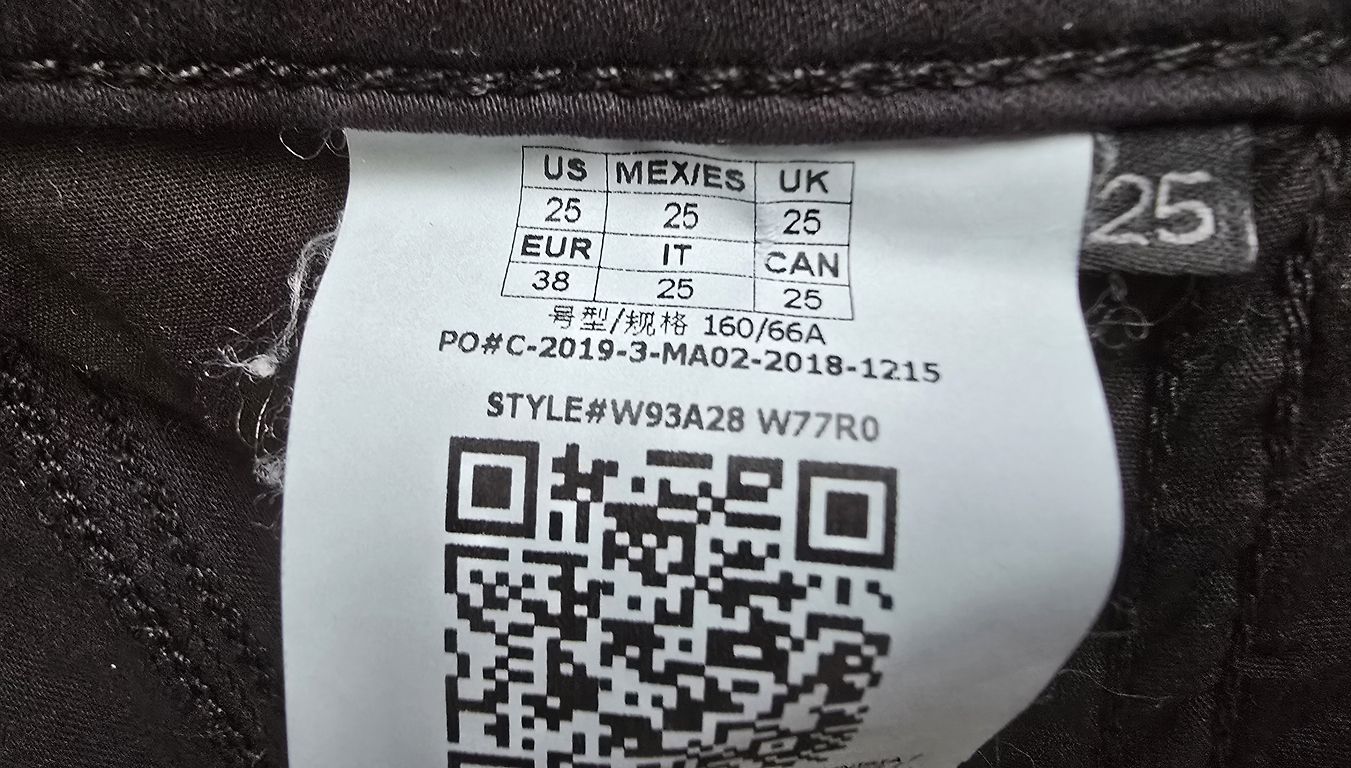 US MEX/ES UK
25 25 25
EUR IT CAN
38 25 25
号型/规格 160/66A
PO#C-2019-3-MA02-2018-1215
STYLE#W93A28 W77R0
25